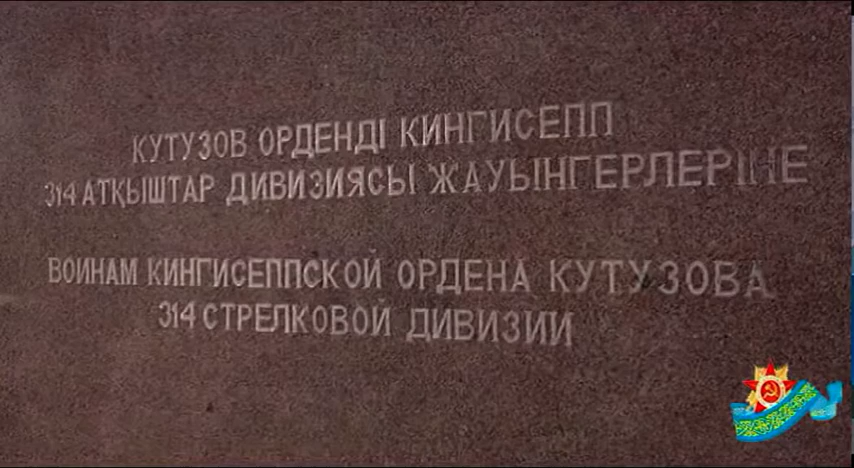 КУТУЗОВ ОРДЕНДІ КИНГИСЕПП
314 АТҚЫШТАР ДИВИЗИЯСЫ ЖАУЫНГЕРЛЕРІНЕ
ВОИНАМ КИНГИСЕППСКОЙ ОРДЕНА КУТУЗОВА
314 СТРЕЛКОВОЙ ДИВИЗИИ